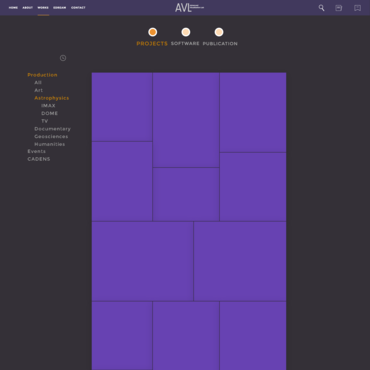 HOME ABOUT WORKS DOMAIN CONTACT
AVL
PROJECTS SOFTWARE PUBLICATION
Production
All
Art
Astrophysics
IMAX
DOME
TV
Documentary
Geosciences
Humanities
Events
CADENS